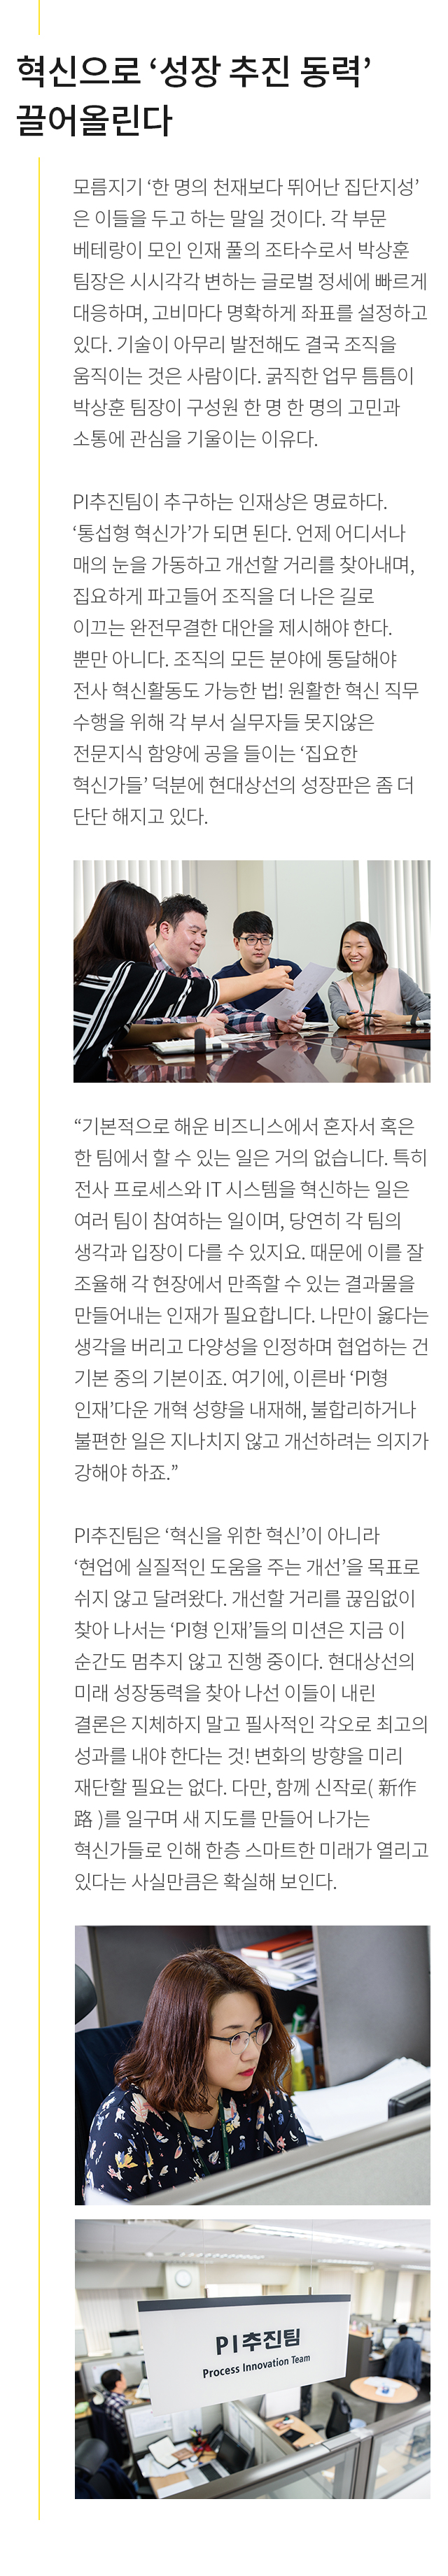 혁신으로 ‘성장 추진 동력’
끌어올린다
모름지기 ‘한 명의 천재보다 뛰어난 집단지성’
은 이들을 두고 하는 말일 것이다. 각 부문
베테랑이 모인 인재 풀의 조타수로서 박상훈
팀장은 시시각각 변하는 글로벌 정세에 빠르게
대응하며, 고비마다 명확하게 좌표를 설정하고
있다. 기술이 아무리 발전해도 결국 조직을
움직이는 것은 사람이다. 굵직한 업무 틈틈이
박상훈 팀장이 구성원 한 명 한 명의 고민과
소통에 관심을 기울이는 이유다.
PI추진팀이 추구하는 인재상은 명료하다.
‘통섭형 혁신가’가 되면 된다. 언제 어디서나
매의 눈을 가동하고 개선할 거리를 찾아내며,
집요하게 파고들어 조직을 더 나은 길로
이끄는 완전무결한 대안을 제시해야 한다.
뿐만 아니다. 조직의 모든 분야에 통달해야
전사 혁신활동도 가능한 법! 원활한 혁신 직무
수행을 위해 각 부서 실무자들 못지않은
전문지식 함양에 공을 들이는 ‘집요한
혁신가들’ 덕분에 현대상선의 성장판은 좀 더
단단 해지고 있다.
“기본적으로 해운 비즈니스에서 혼자서 혹은
한 팀에서 할 수 있는 일은 거의 없습니다. 특히
전사 프로세스와 IT 시스템을 혁신하는 일은
여러 팀이 참여하는 일이며, 당연히 각 팀의
생각과 입장이 다를 수 있지요. 때문에 이를 잘
조율해 각 현장에서 만족할 수 있는 결과물을
만들어내는 인재가 필요합니다. 나만이 옳다는
생각을 버리고 다양성을 인정하며 협업하는 건
기본 중의 기본이죠. 여기에, 이른바 ‘PI형
인재’다운 개혁 성향을 내재해, 불합리하거나
불편한 일은 지나치지 않고 개선하려는 의지가
강해야 하죠.”
PI추진팀은 ‘혁신을 위한 혁신’이 아니라
‘현업에 실질적인 도움을 주는 개선’을 목표로
쉬지 않고 달려왔다. 개선할 거리를 끊임없이
찾아 나서는 ‘PI형 인재’들의 미션은 지금 이
순간도 멈추지 않고 진행 중이다. 현대상선의
미래 성장동력을 찾아 나선 이들이 내린
결론은 지체하지 말고 필사적인 각오로 최고의
성과를 내야 한다는 것! 변화의 방향을 미리
재단할 필요는 없다. 다만, 함께 신작로( 新作
路 )를 일구며 새 지도를 만들어 나가는
혁신가들로 인해 한층 스마트한 미래가 열리고
있다는 사실만큼은 확실해 보인다.
PI추진팀
Process Innovation Team